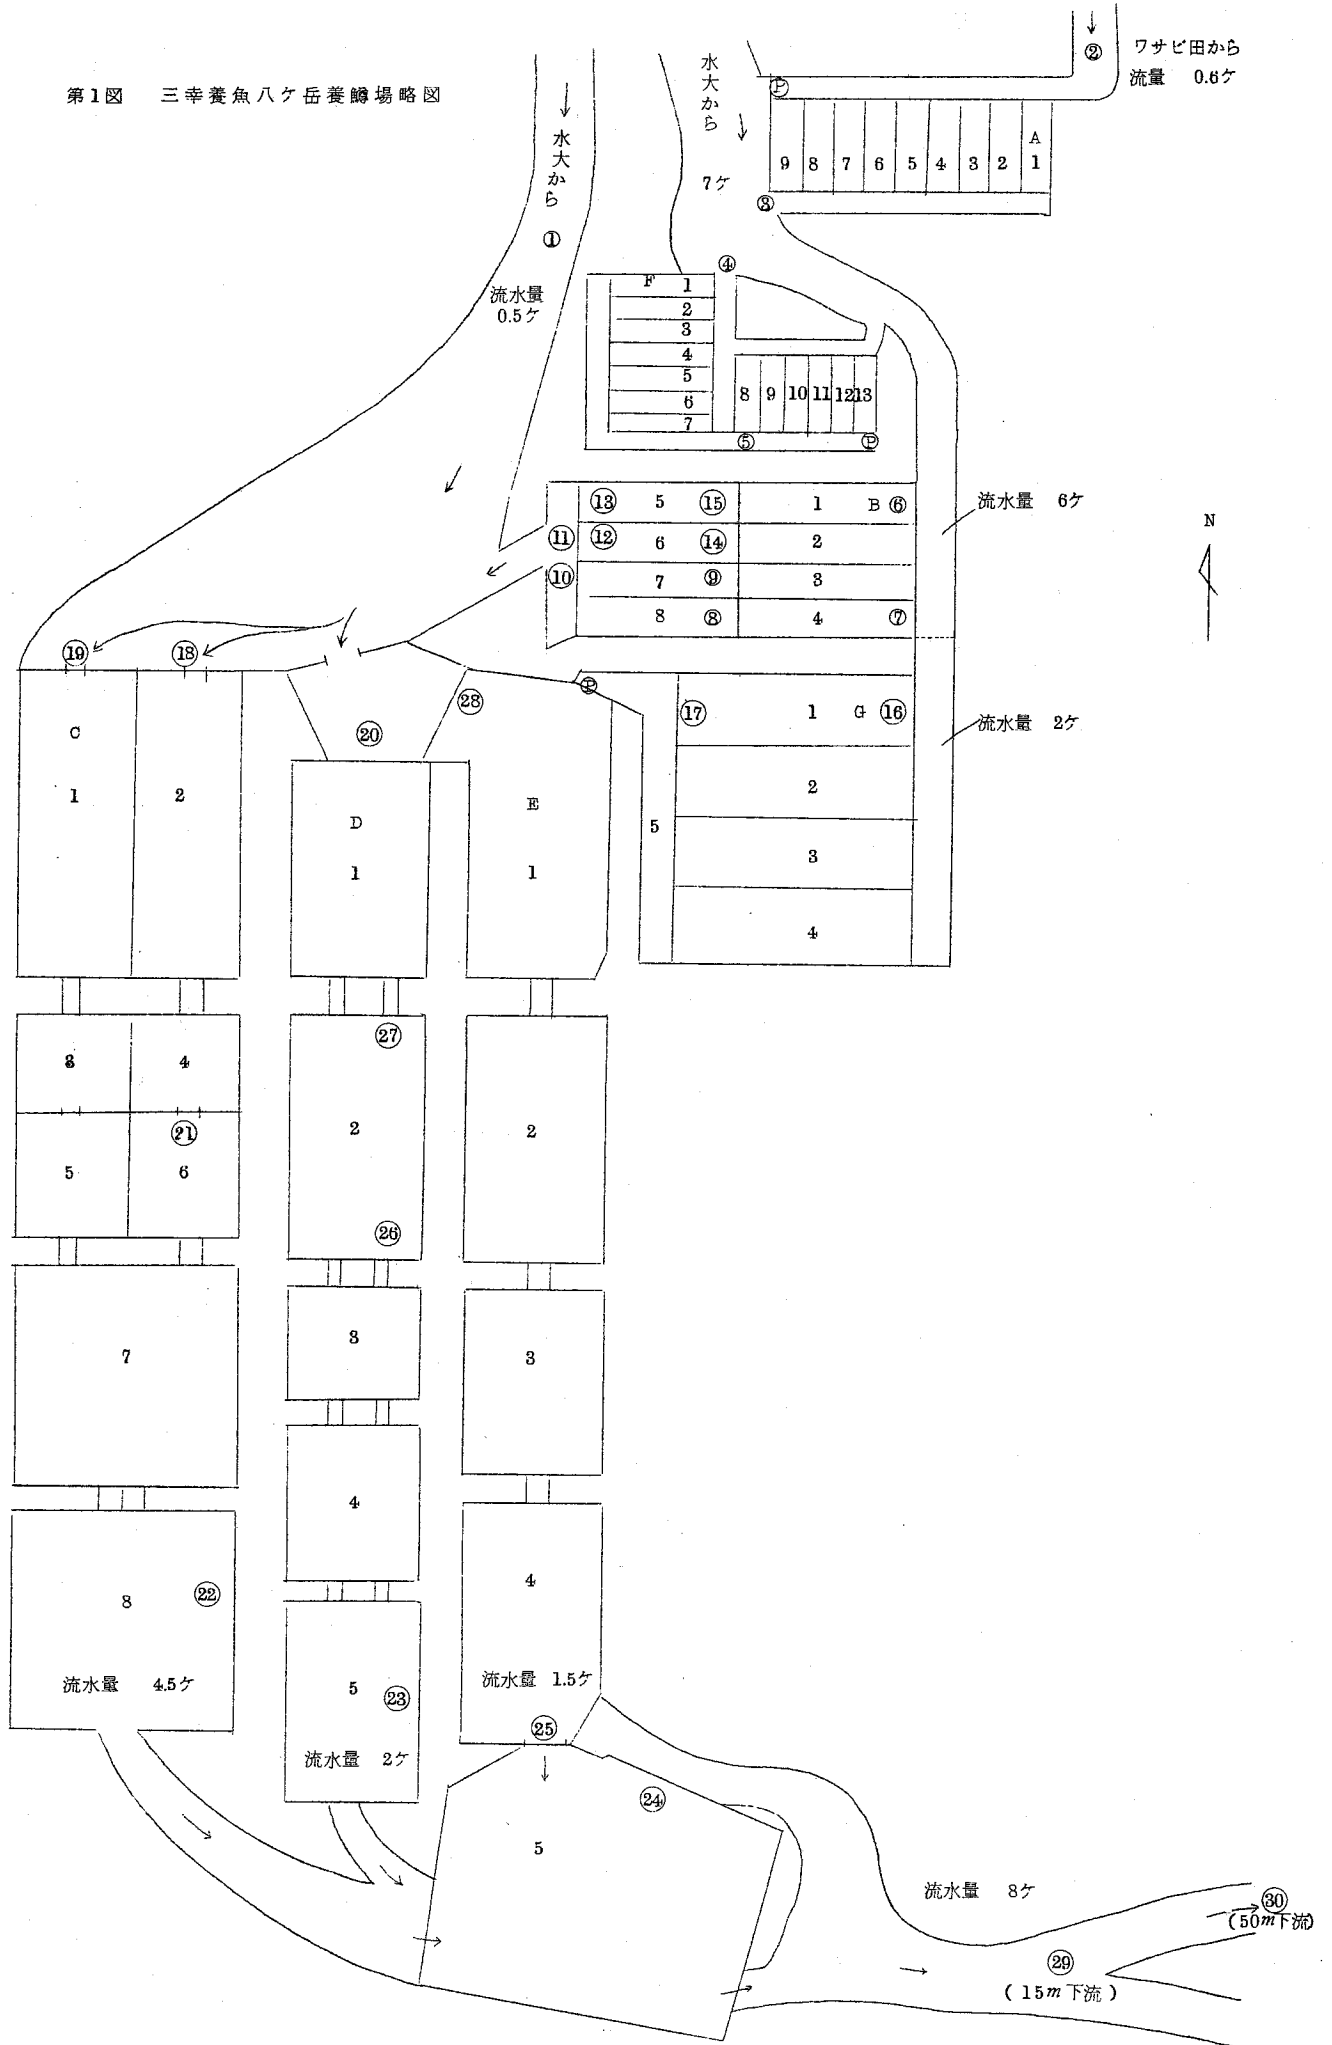 第1図 三幸養魚八ケ岳養鱒場略図
水大から
①
流水量
0.5ケ
水大から
7ケ
②
ワサビ田から
流量 0.6ケ
Ⓟ
A
9 8 7 6 5 4 3 2 1
③
④
F 1
2
3
4
5
6
7
8 9 10 11 12 13
⑤
Ⓟ
⑬ 5 ⑮ 1 B ⑥
⑪ ⑫ 6 ⑭ 2
⑩ 7 ⑨ 3
8 ⑧ 4 ⑦
流水量 6ケ
N
Ⓟ
⑰ 1 G ⑯
2
3
4
5
流水量 2ケ
⑲ ⑱
C
1 2
3 4
㉑
5 6
7
8 ㉒
流水量 4.5ケ
⑳
D
1
㉗
2
㉖
3
4
5 ㉓
流水量 2ケ
㉘
E
1
2
3
4
流水量 1.5ケ
㉕
㉔
5
流水量 8ケ
㉚
(50m下流)
㉙
(15m下流)